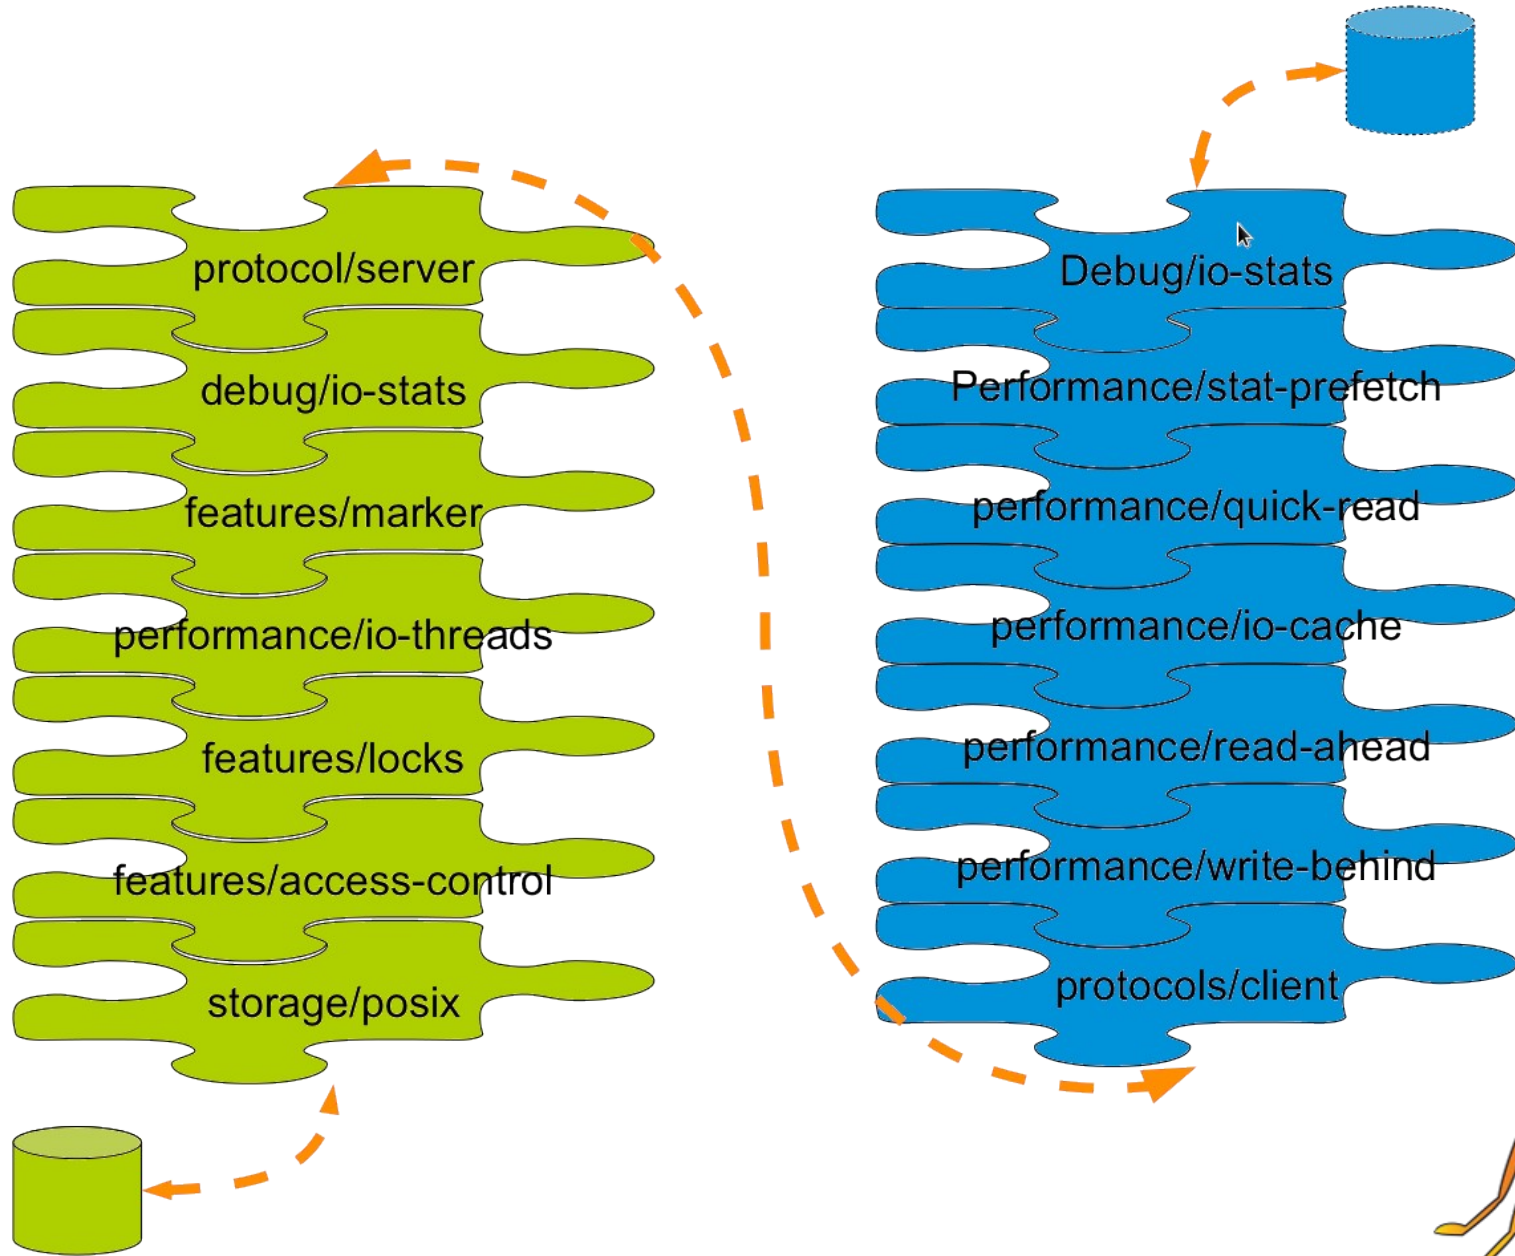 protocol/server
debug/io-stats
features/marker
performance/io-threads
features/locks
features/access-control
storage/posix
Debug/io-stats
Performance/stat-prefetch
performance/quick-read
performance/io-cache
performance/read-ahead
performance/write-behind
protocols/client